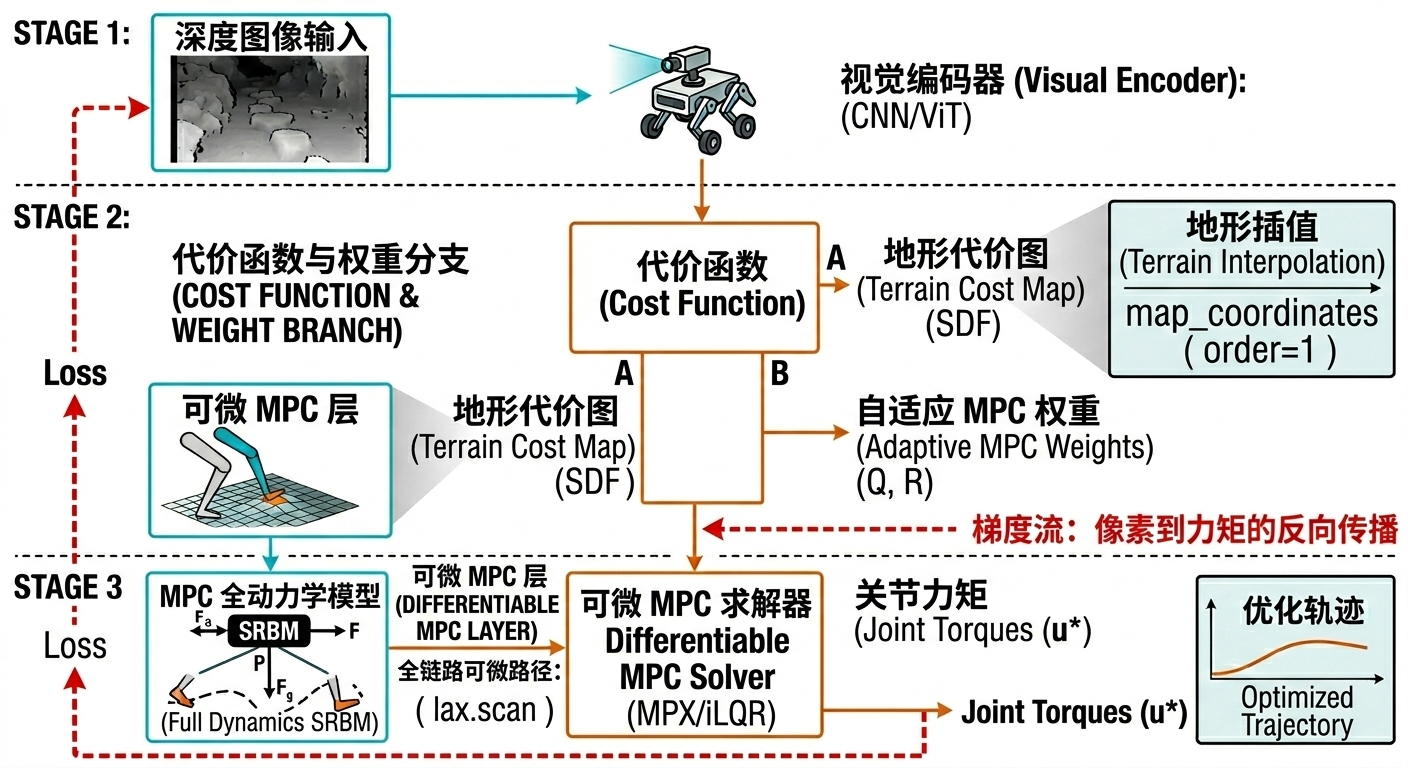 STAGE 1:
深度图像输入
视觉编码器 (Visual Encoder):
(CNN/ViT)
STAGE 2:
代价函数与权重分支
(COST FUNCTION &
WEIGHT BRANCH)
代价函数
(Cost Function)
A
地形代价图
(Terrain Cost Map)
(SDF)
地形插值
(Terrain Interpolation)
map_coordinates
( order=1 )
Loss
可微 MPC 层
地形代价图
(Terrain Cost Map)
(SDF )
A
B
自适应 MPC 权重
(Adaptive MPC Weights)
(Q, R)
梯度流：像素到力矩的反向传播
STAGE 3
Loss
MPC 全动力学模型
Fa
SRBM
F
P
Fg
(Full Dynamics SRBM)
可微 MPC 层
(DIFFERENTIABLE
MPC LAYER)
全链路可微路径:
( lax.scan )
可微 MPC 求解器
Differentiable
MPC Solver
(MPX/iLQR)
关节力矩
(Joint Torques (u*)
Joint Torques (u*)
优化轨迹
Optimized
Trajectory